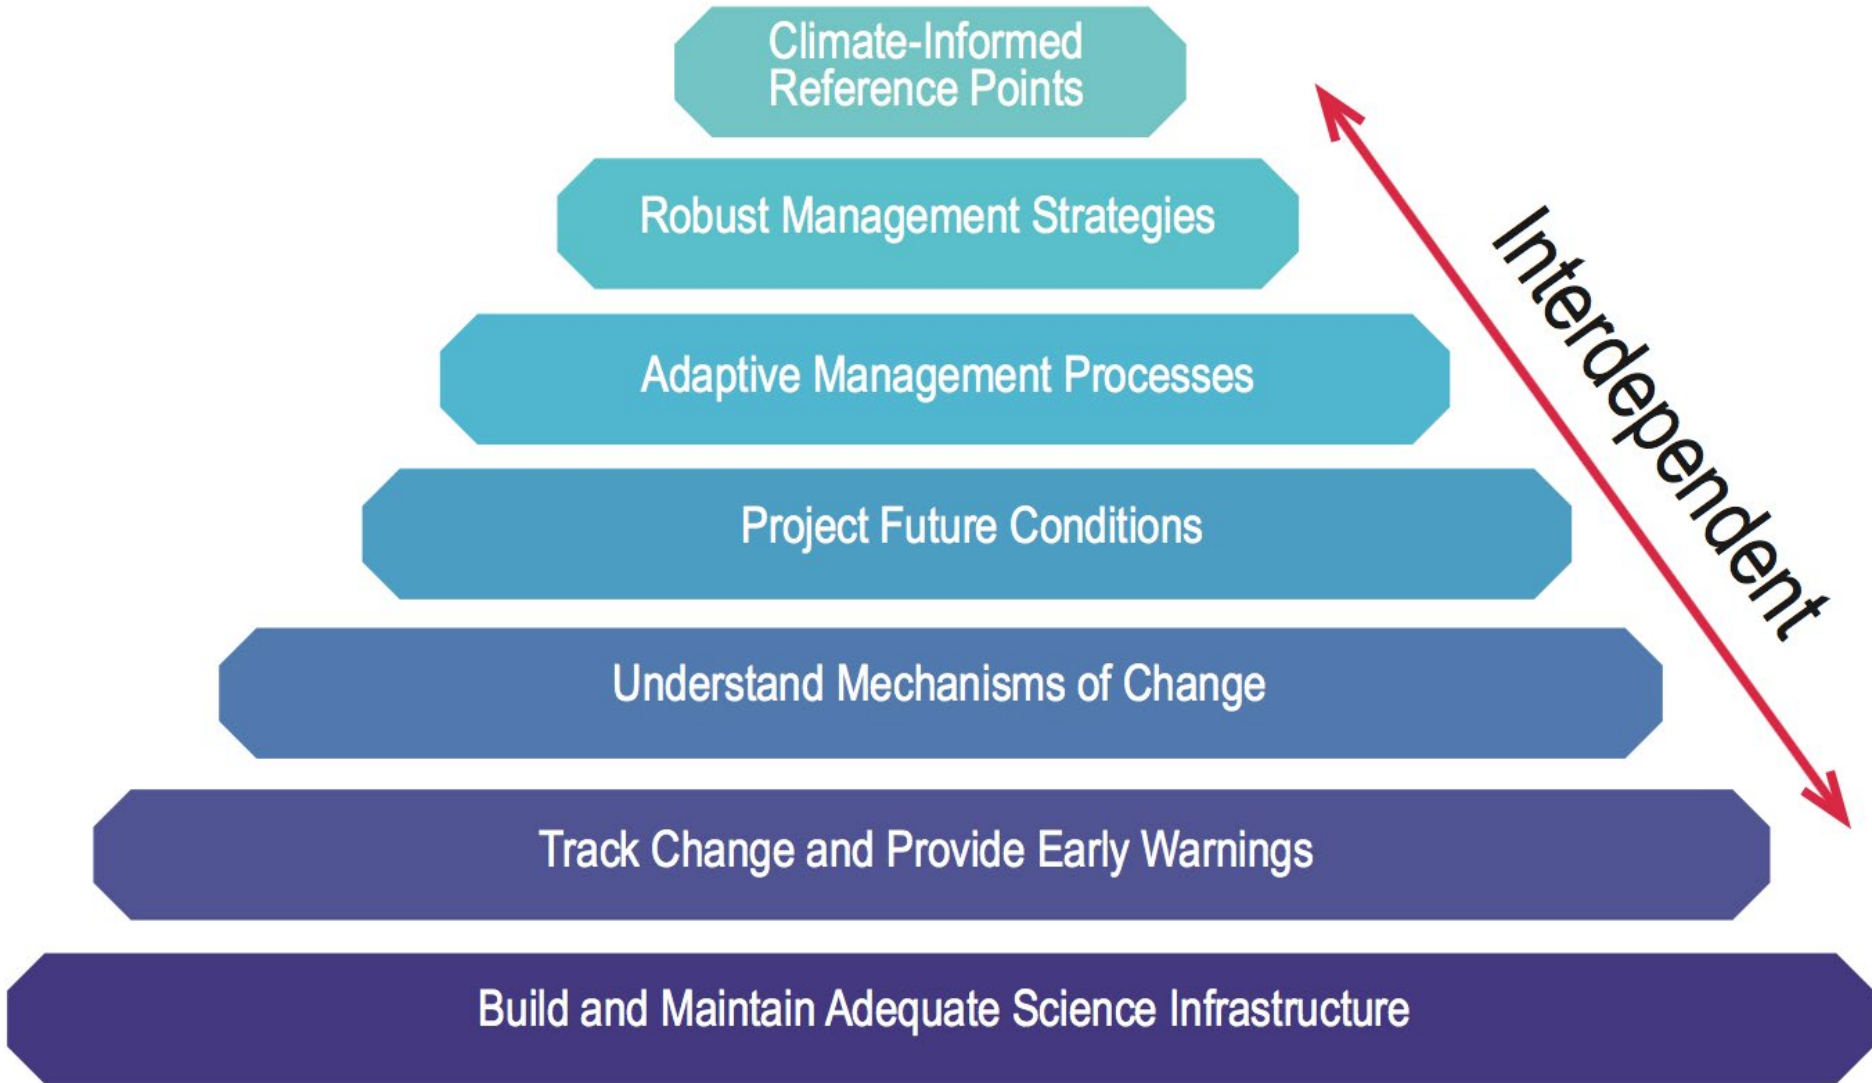 Climate-Informed
Reference Points
Robust Management Strategies
Adaptive Management Processes
Project Future Conditions
Understand Mechanisms of Change
Track Change and Provide Early Warnings
Build and Maintain Adequate Science Infrastructure
Interdependent